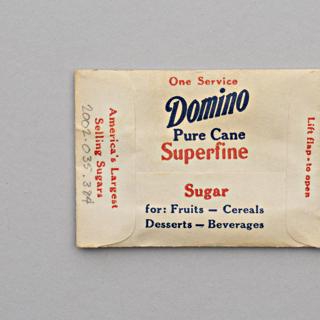 One Service
Domino
Pure Cane
Superfine
Sugar
for: Fruits — Cereals
Desserts — Beverages
America's Largest
Selling Sugars
2002.035.384
Lift flap - to open